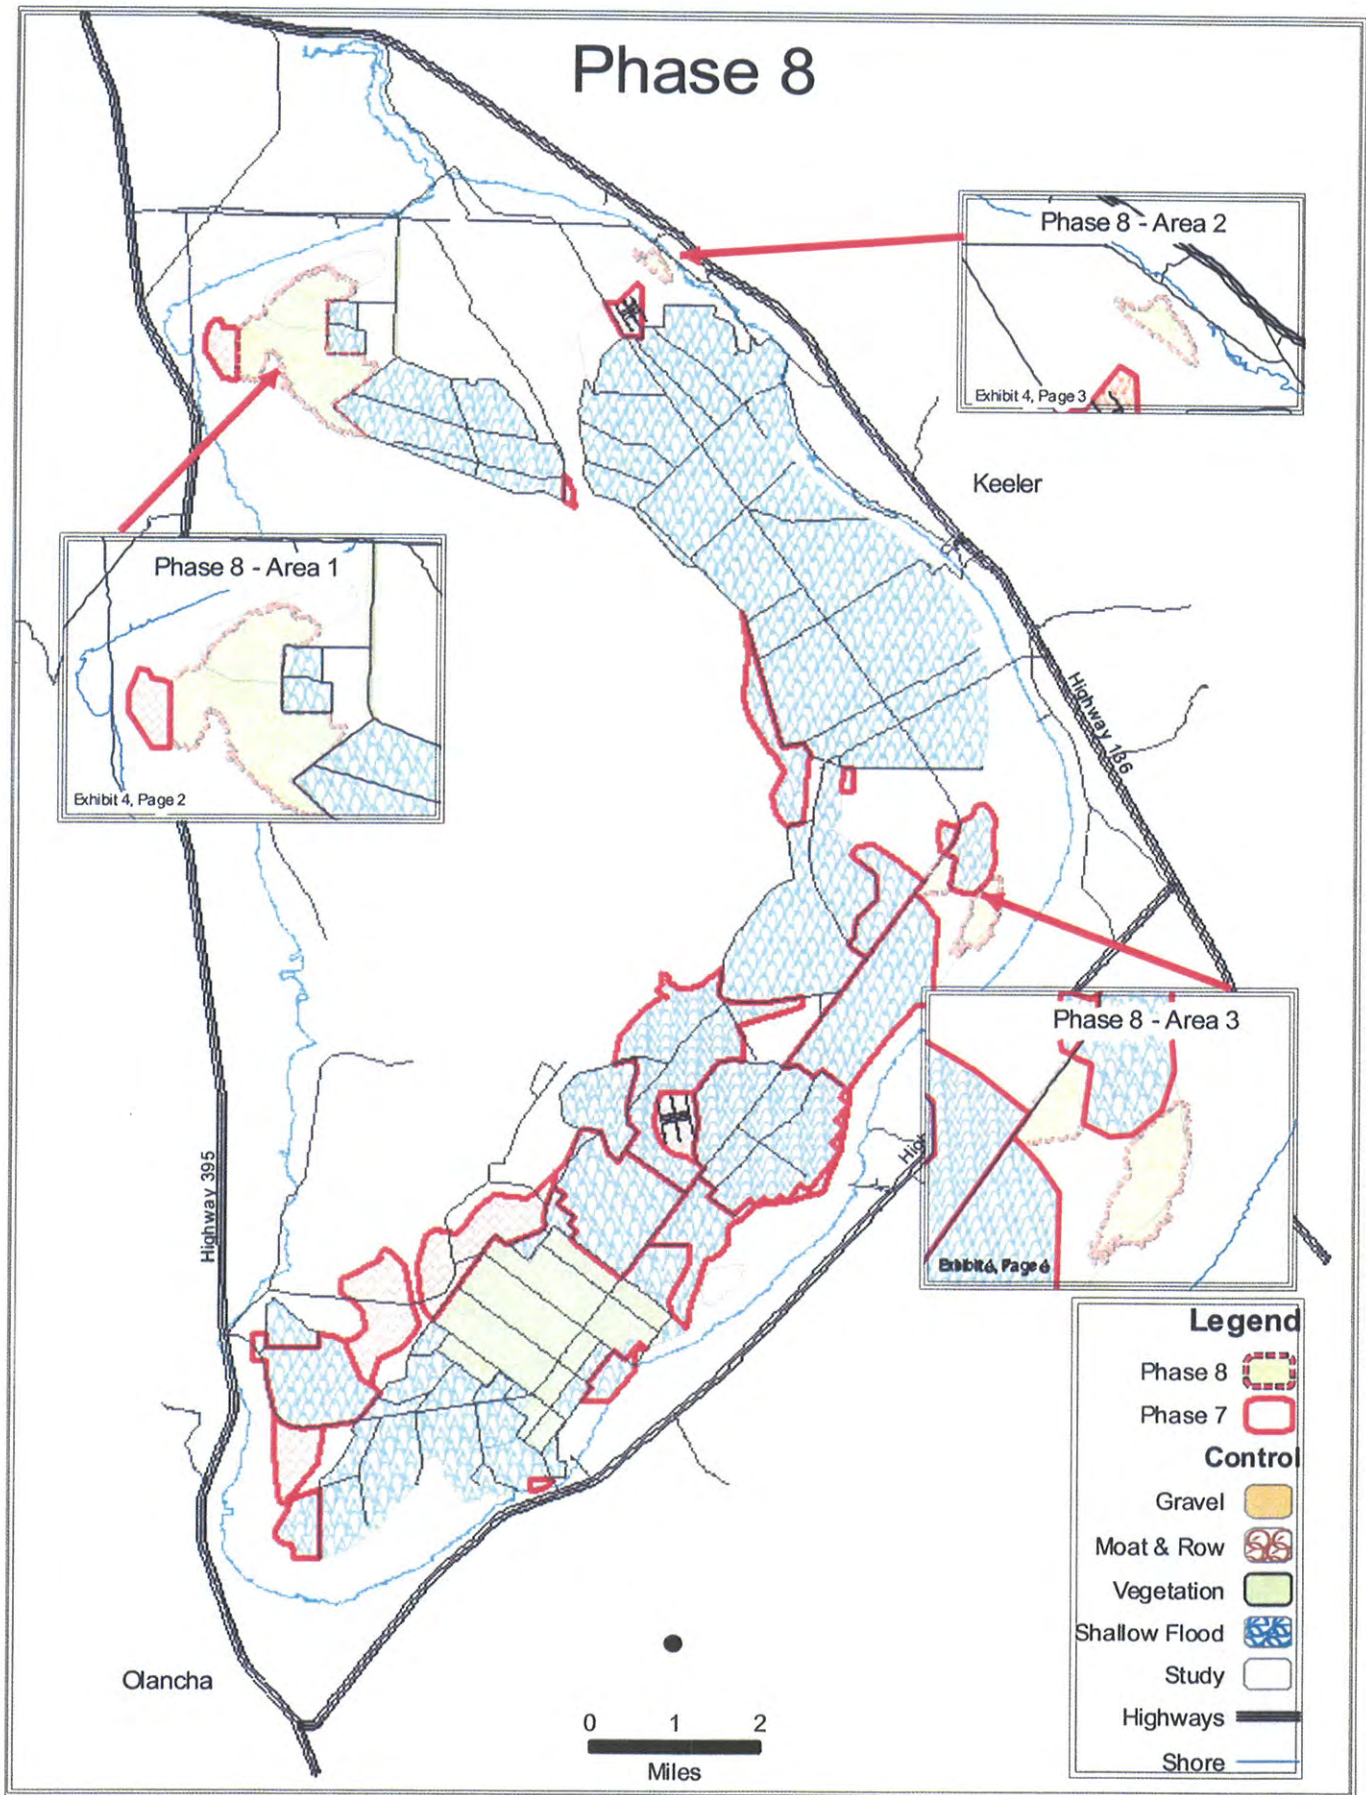 Phase 8
Phase 8 - Area 2
Exhibit 4, Page 3
Keeler
Phase 8 - Area 1
Exhibit 4, Page 2
Highway 136
Phase 8 - Area 3
High
Highway 395
Legend
Phase 8
Phase 7
Control
Gravel
Moat & Row
Vegetation
Shallow Flood
Study
Highways
Shore
Olancha
0 1 2
Miles